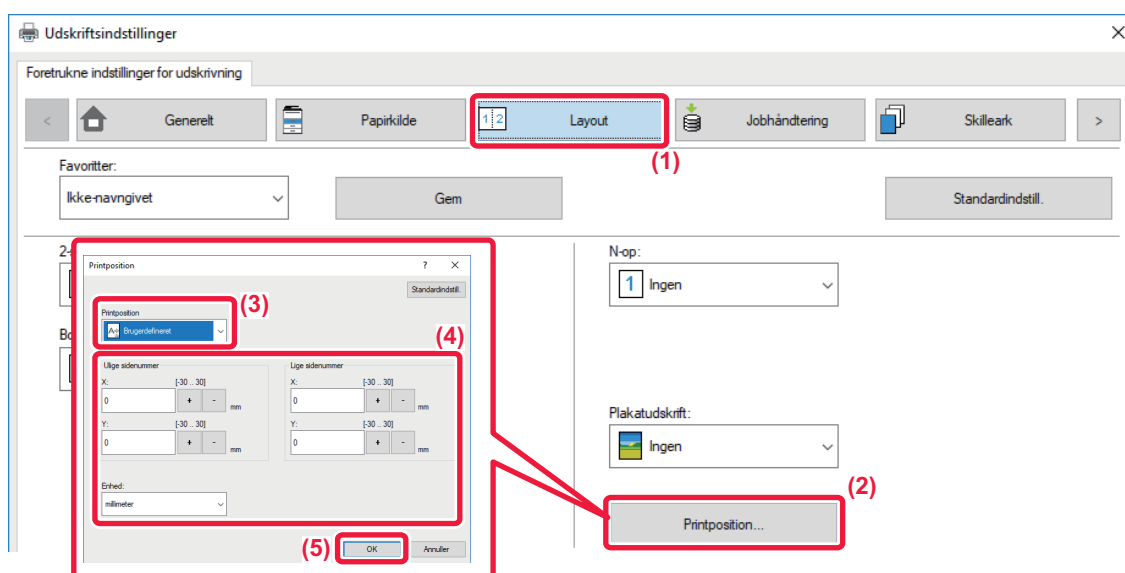 Udskriftsindstillinger
Foretrukne indstillinger for udskrivning
< Generelt Papirkilde 1 2 Layout Jobhåndtering Skilleark >
(1)
Favoritter:
Ikke-navngivet Gem Standardindstill.
2-
Bo
Printposition ? ×
Standardindstill.
(3)
Printposition
Brugerdefineret
(4)
Ulige sidenummer Lige sidenummer
X: [-30 .. 30] X: [-30 .. 30]
0 + - mm 0 + - mm
Y: [-30 .. 30] Y: [-30 .. 30]
0 + - mm 0 + - mm
Enhed:
millimeter
(5) OK Annuller
N-op:
1 Ingen
Plakatudskrift:
Ingen
(2)
Printposition...